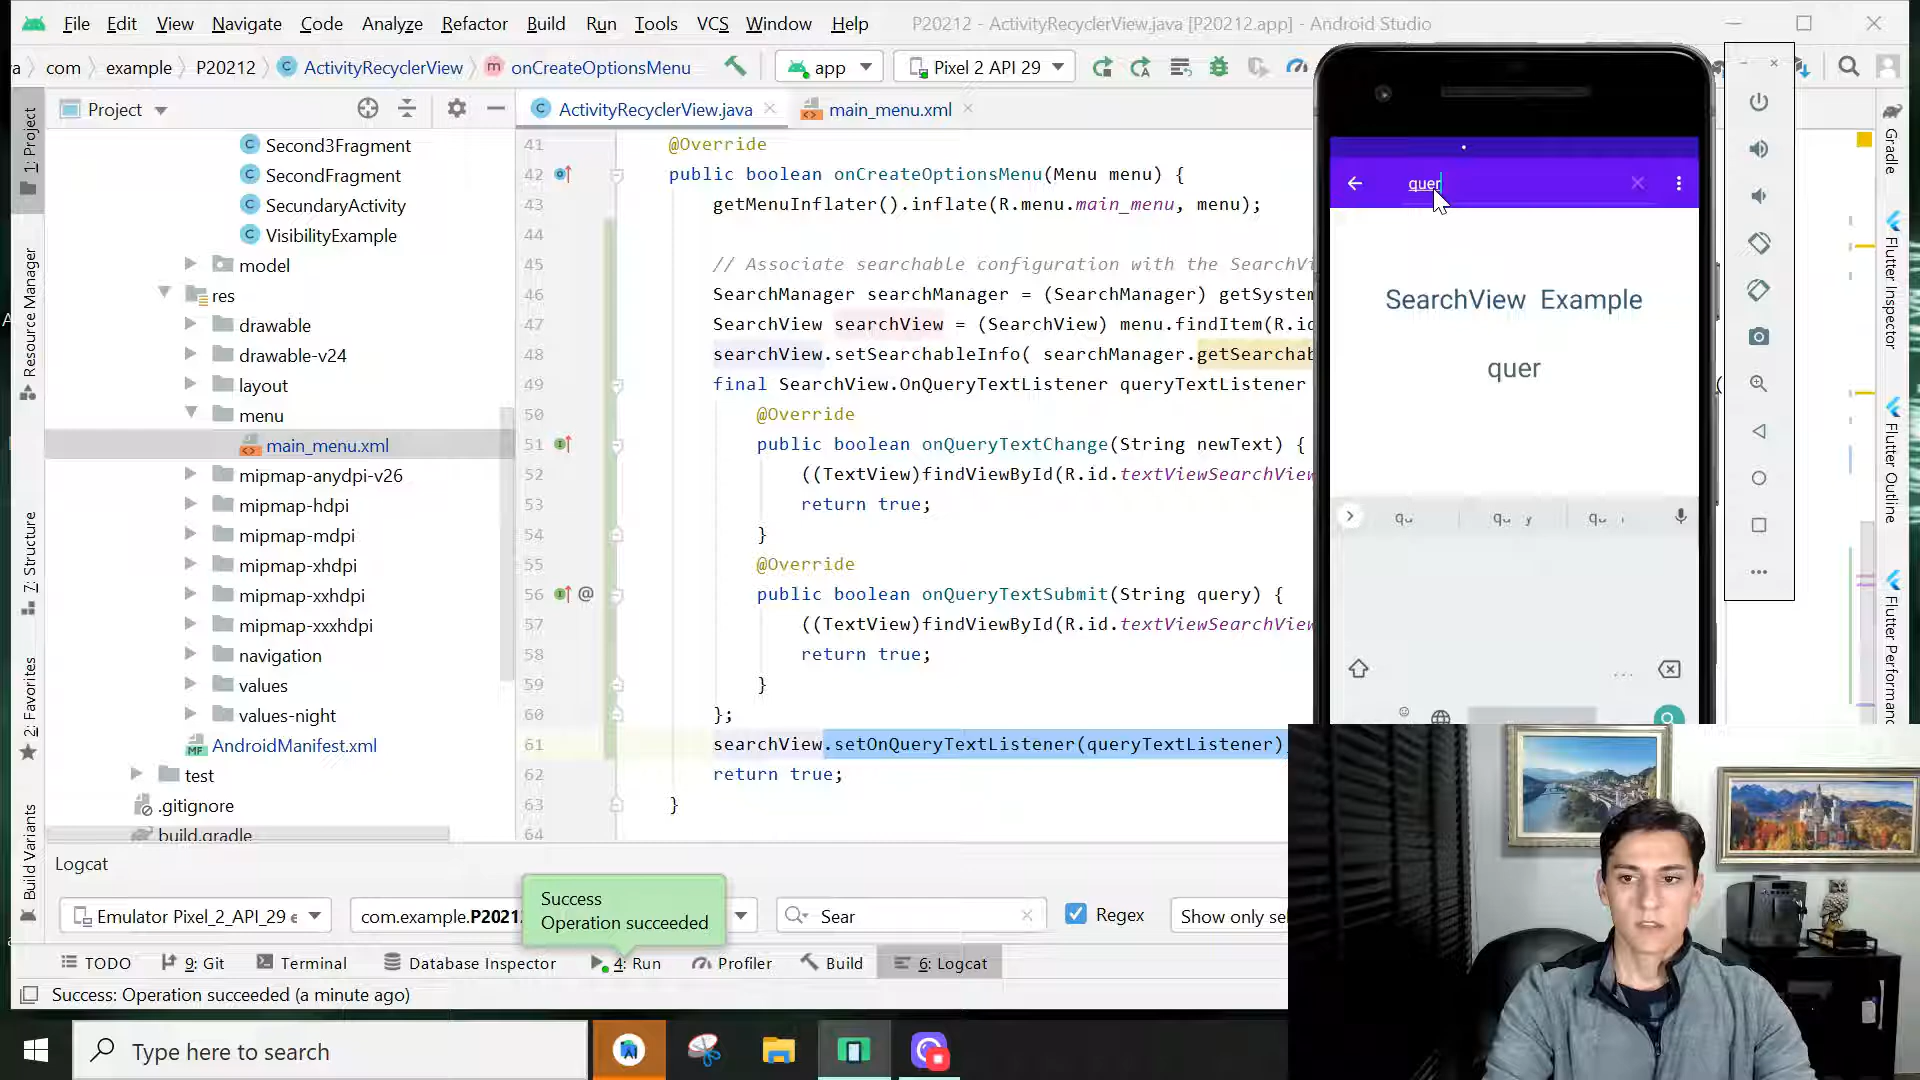 File Edit View Navigate Code Analyze Refactor Build Run Tools VCS Window Help P20212 - ActivityRecyclerView.java [P20212.app] - Android Studio
com example P20212 ActivityRecyclerView onCreateOptionsMenu app Pixel 2 API 29
Project
ActivityRecyclerView.java
main_menu.xml
1: Project
Resource Manager
7: Structure
2: Favorites
Build Variants
Second3Fragment
SecondFragment
SecundaryActivity
VisibilityExample
model
res
drawable
drawable-v24
layout
menu
main_menu.xml
mipmap-anydpi-v26
mipmap-hdpi
mipmap-mdpi
mipmap-xhdpi
mipmap-xxhdpi
mipmap-xxxhdpi
navigation
values
values-night
AndroidManifest.xml
test
.gitignore
build.gradle
41 @Override
42 public boolean onCreateOptionsMenu(Menu menu) {
43 getMenuInflater().inflate(R.menu.main_menu, menu);
44
45 // Associate searchable configuration with the SearchVi
46 SearchManager searchManager = (SearchManager) getSystem
47 SearchView searchView = (SearchView) menu.findItem(R.id
48 searchView.setSearchableInfo( searchManager.getSearchab
49 final SearchView.OnQueryTextListener queryTextListener
50 @Override
51 public boolean onQueryTextChange(String newText) {
52 ((TextView)findViewById(R.id.textViewSearchView
53 return true;
54 }
55 @Override
56 @ public boolean onQueryTextSubmit(String query) {
57 ((TextView)findViewById(R.id.textViewSearchView
58 return true;
59 }
60 };
61 searchView.setOnQueryTextListener(queryTextListener)
62 return true;
63 }
64
quer
SearchView Example
quer
Gradle
Flutter Inspector
Flutter Outline
Flutter Performanc
Logcat
Emulator Pixel_2_API_29 e
com.example.P2021
Sear
Regex
Show only se
Success
Operation succeeded
TODO 9: Git Terminal Database Inspector 4: Run Profiler Build 6: Logcat
Success: Operation succeeded (a minute ago)
Type here to search